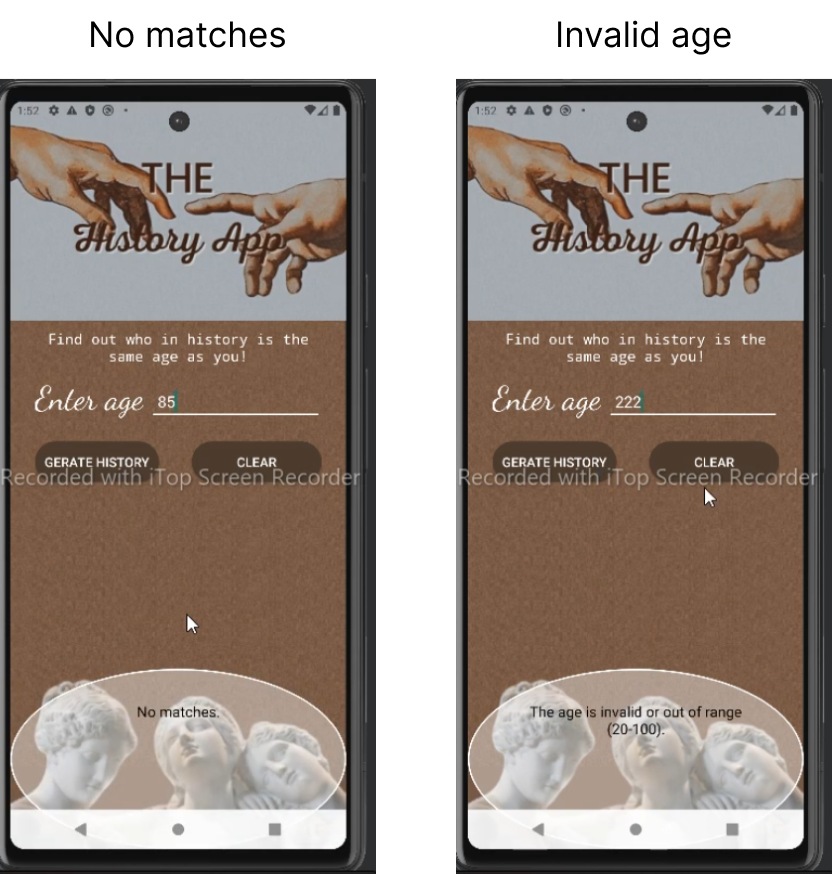 No matches
Invalid age
1:52
THE
History App
Find out who in history is the
same age as you!
Enter age 85
GERATE HISTORY CLEAR
Recorded with iTop Screen Recorder
No matches.
1:52
THE
History App
Find out who in history is the
same age as you!
Enter age 222
GERATE HISTORY CLEAR
Recorded with iTop Screen Recorder
The age is invalid or out of range
(20-100).